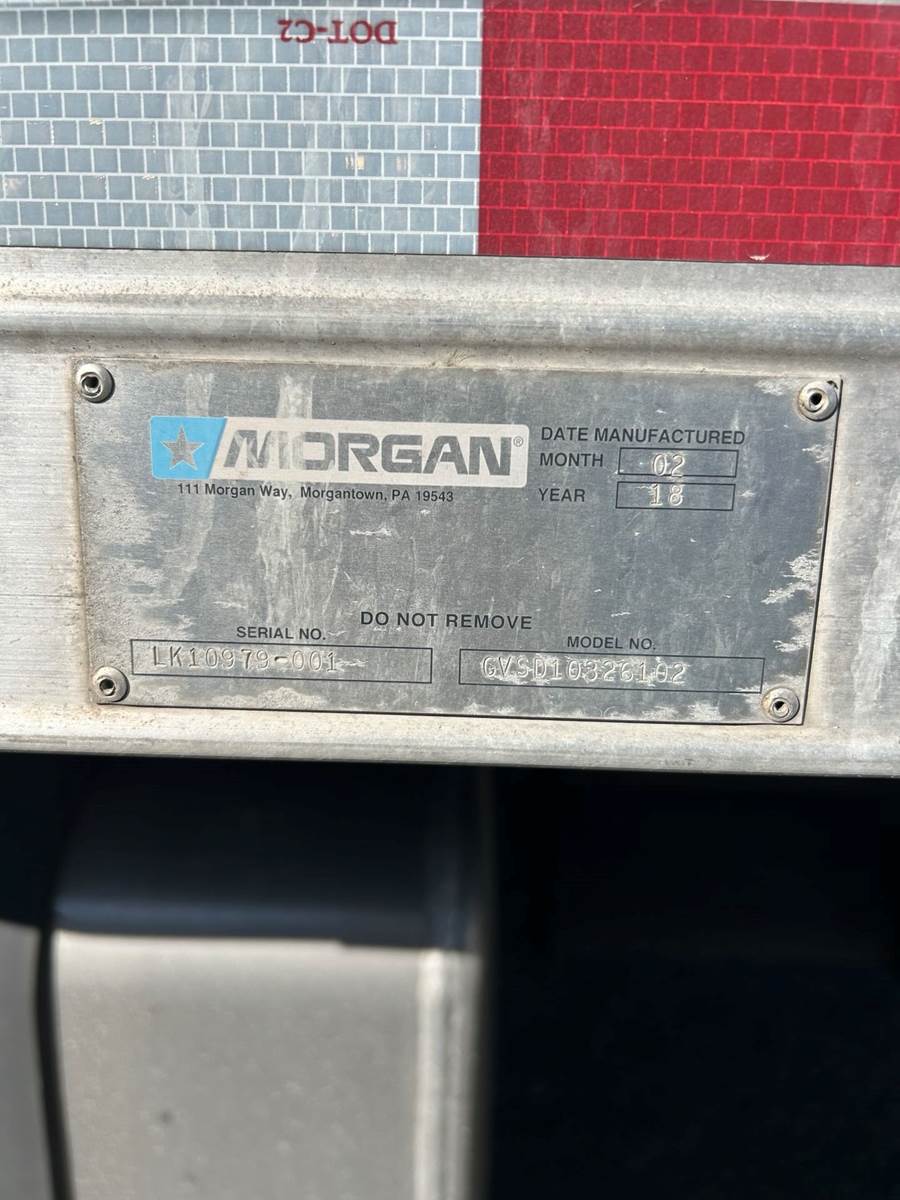 DOT-C2
MORGAN®
111 Morgan Way, Morgantown, PA 19543
DATE MANUFACTURED
MONTH 02
YEAR 18
DO NOT REMOVE
SERIAL NO.
LK10979-001
MODEL NO.
GVSD10326102